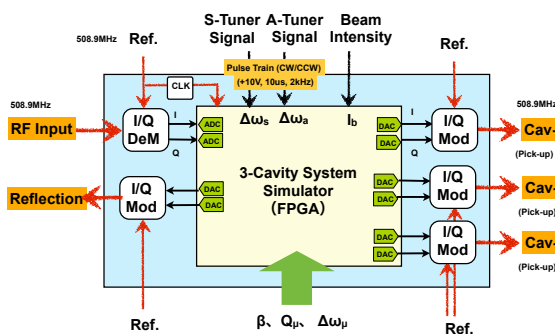 S-Tuner Signal
A-Tuner Signal
Beam Intensity
508.9MHz
Ref.
Ref.
Pulse Train (CW/CCW)
(+10V, 10us, 2kHz)
CLK
508.9MHz
RF Input
I/Q DeM
I
Q
ADC
ADC
Δωs
Δωa
Ib
DAC
DAC
I
Q
I/Q Mod
508.9MHz
Cav-
(Pick-up)
3-Cavity System
Simulator
(FPGA)
Reflection
I/Q Mod
DAC
DAC
DAC
DAC
I/Q Mod
Cav-
(Pick-up)
DAC
DAC
I/Q Mod
Cav-
(Pick-up)
Ref.
β、Qμ、 Δωμ
Ref.